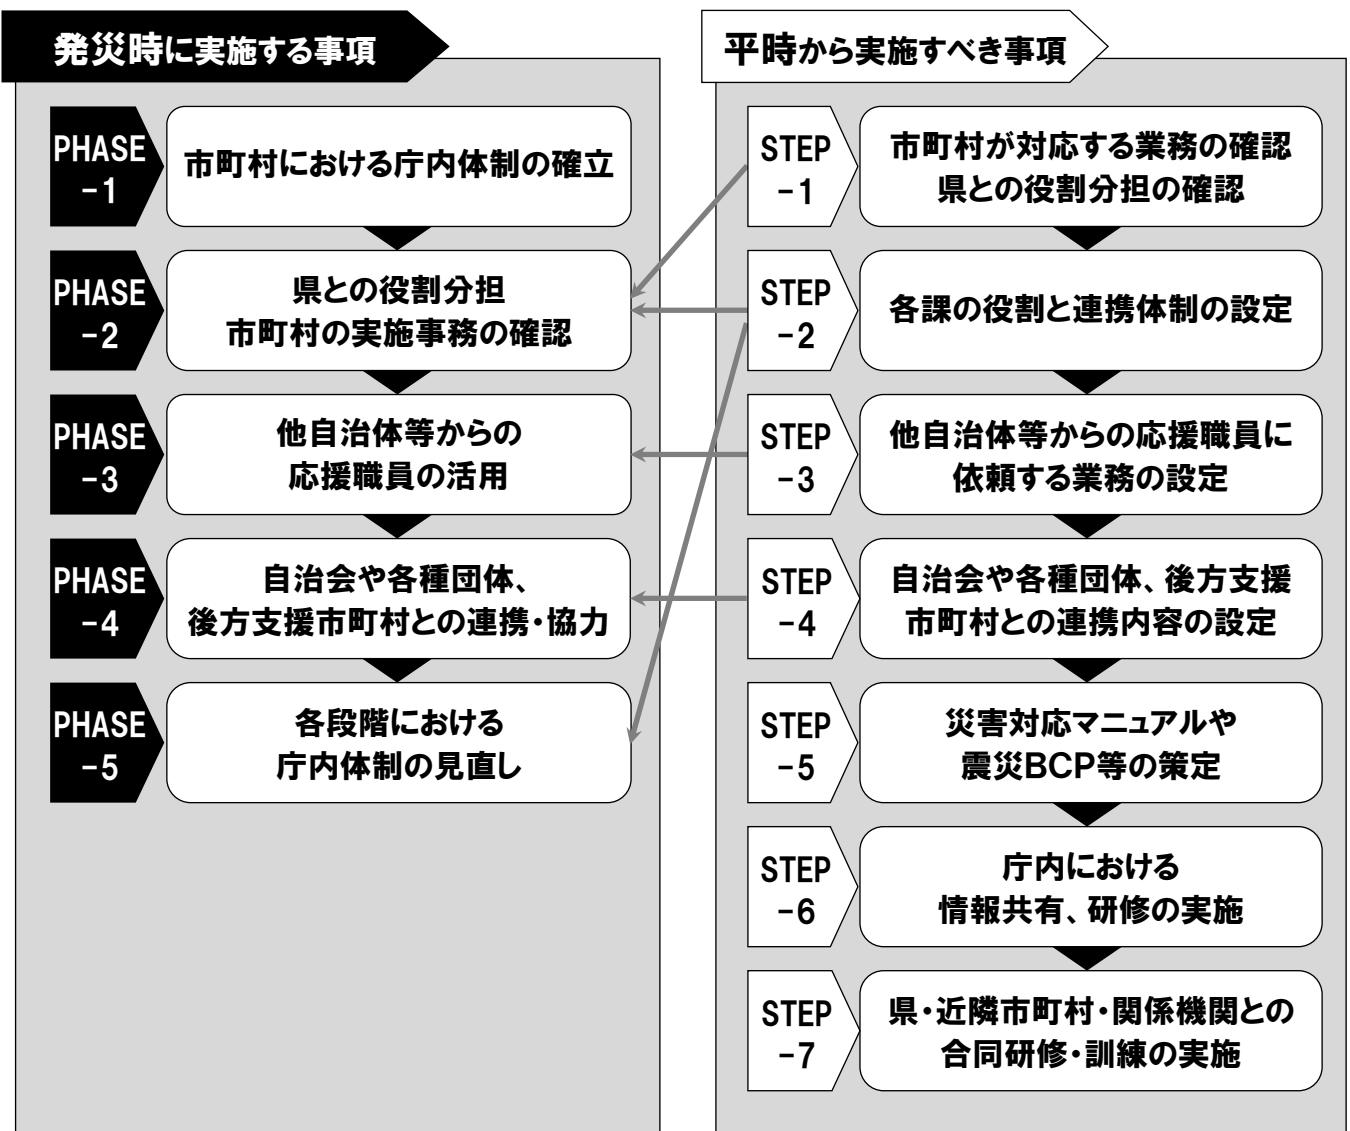 発災時に実施する事項
PHASE
-1
市町村における庁内体制の確立
PHASE
-2
県との役割分担
市町村の実施事務の確認
PHASE
-3
他自治体等からの
応援職員の活用
PHASE
-4
自治会や各種団体、
後方支援市町村との連携・協力
PHASE
-5
各段階における
庁内体制の見直し
平時から実施すべき事項
STEP
-1
市町村が対応する業務の確認
県との役割分担の確認
STEP
-2
各課の役割と連携体制の設定
STEP
-3
他自治体等からの応援職員に
依頼する業務の設定
STEP
-4
自治会や各種団体、後方支援
市町村との連携内容の設定
STEP
-5
災害対応マニュアルや
震災BCP等の策定
STEP
-6
庁内における
情報共有、研修の実施
STEP
-7
県・近隣市町村・関係機関との
合同研修・訓練の実施